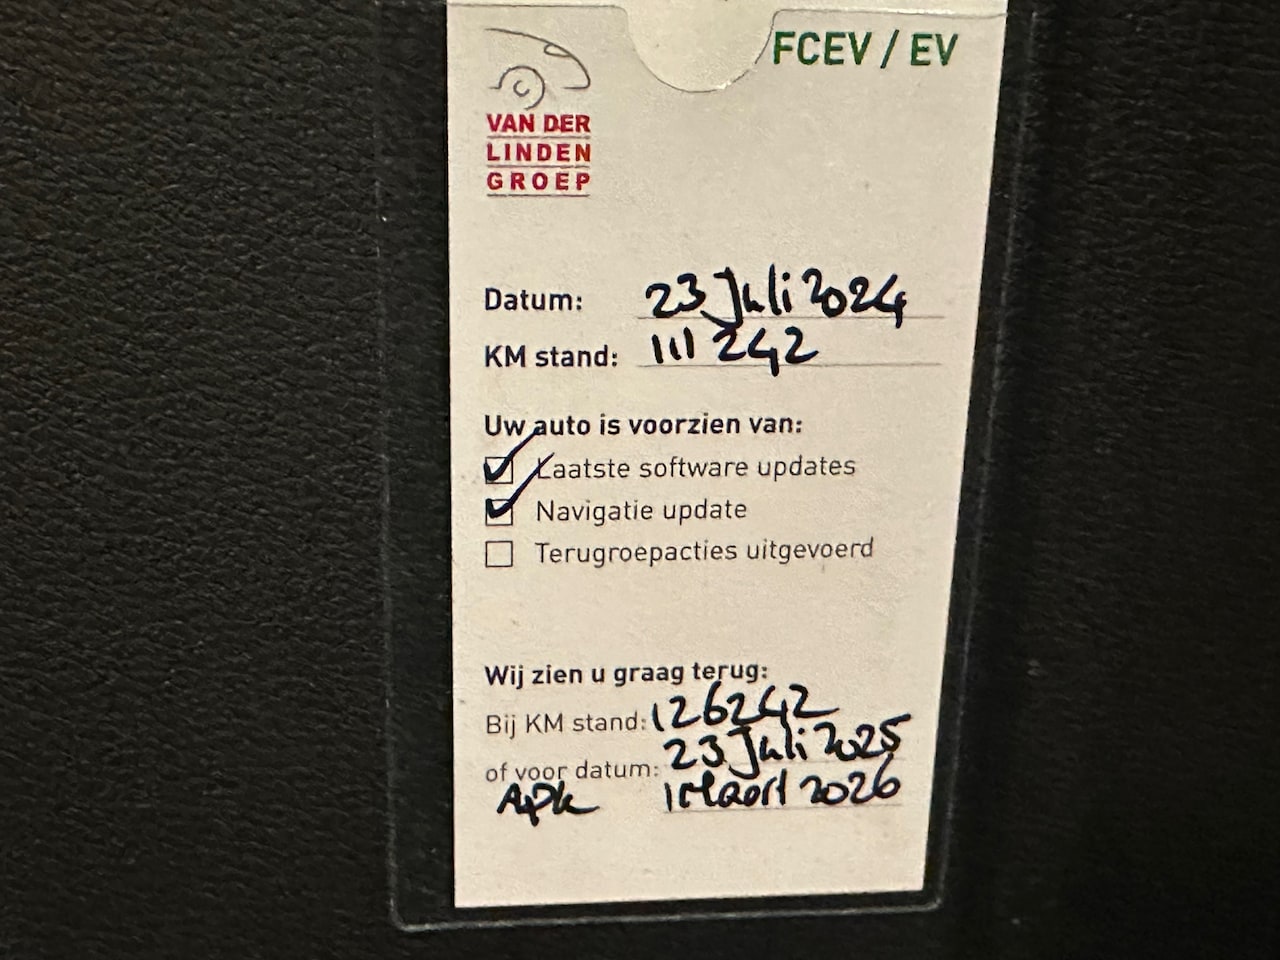 FCEV / EV
VAN DER
LINDEN
GROEP
Datum: 23 Juli 2024
KM stand: 111 242
Uw auto is voorzien van:
Laatste software updates
Navigatie update
Terugroepacties uitgevoerd
Wij zien u graag terug:
Bij KM stand: 126242
of voor datum: 23 Juli 2025
APK 1 Maart 2026